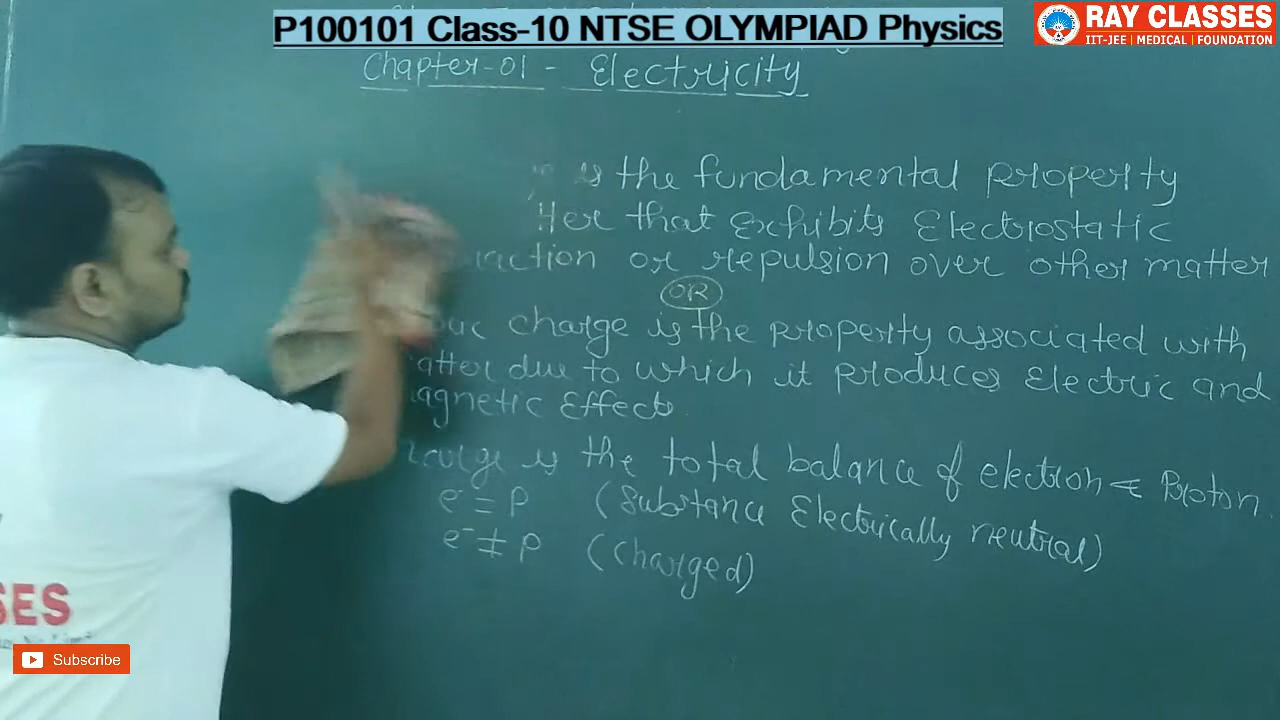 P100101 Class-10 NTSE OLYMPIAD Physics
RAY CLASSES
IIT-JEE | MEDICAL | FOUNDATION
Chapter-01 - Electricity
is the fundamental property
that exhibits Electrostatic
or repulsion over other matter
OR
charge is the property associated with
due to which it produces Electric and
Effects.
is the total balance of electron & Proton.
e⁻ = P (Substance Electrically neutral)
e⁻ ≠ p (charged)
SES
Subscribe